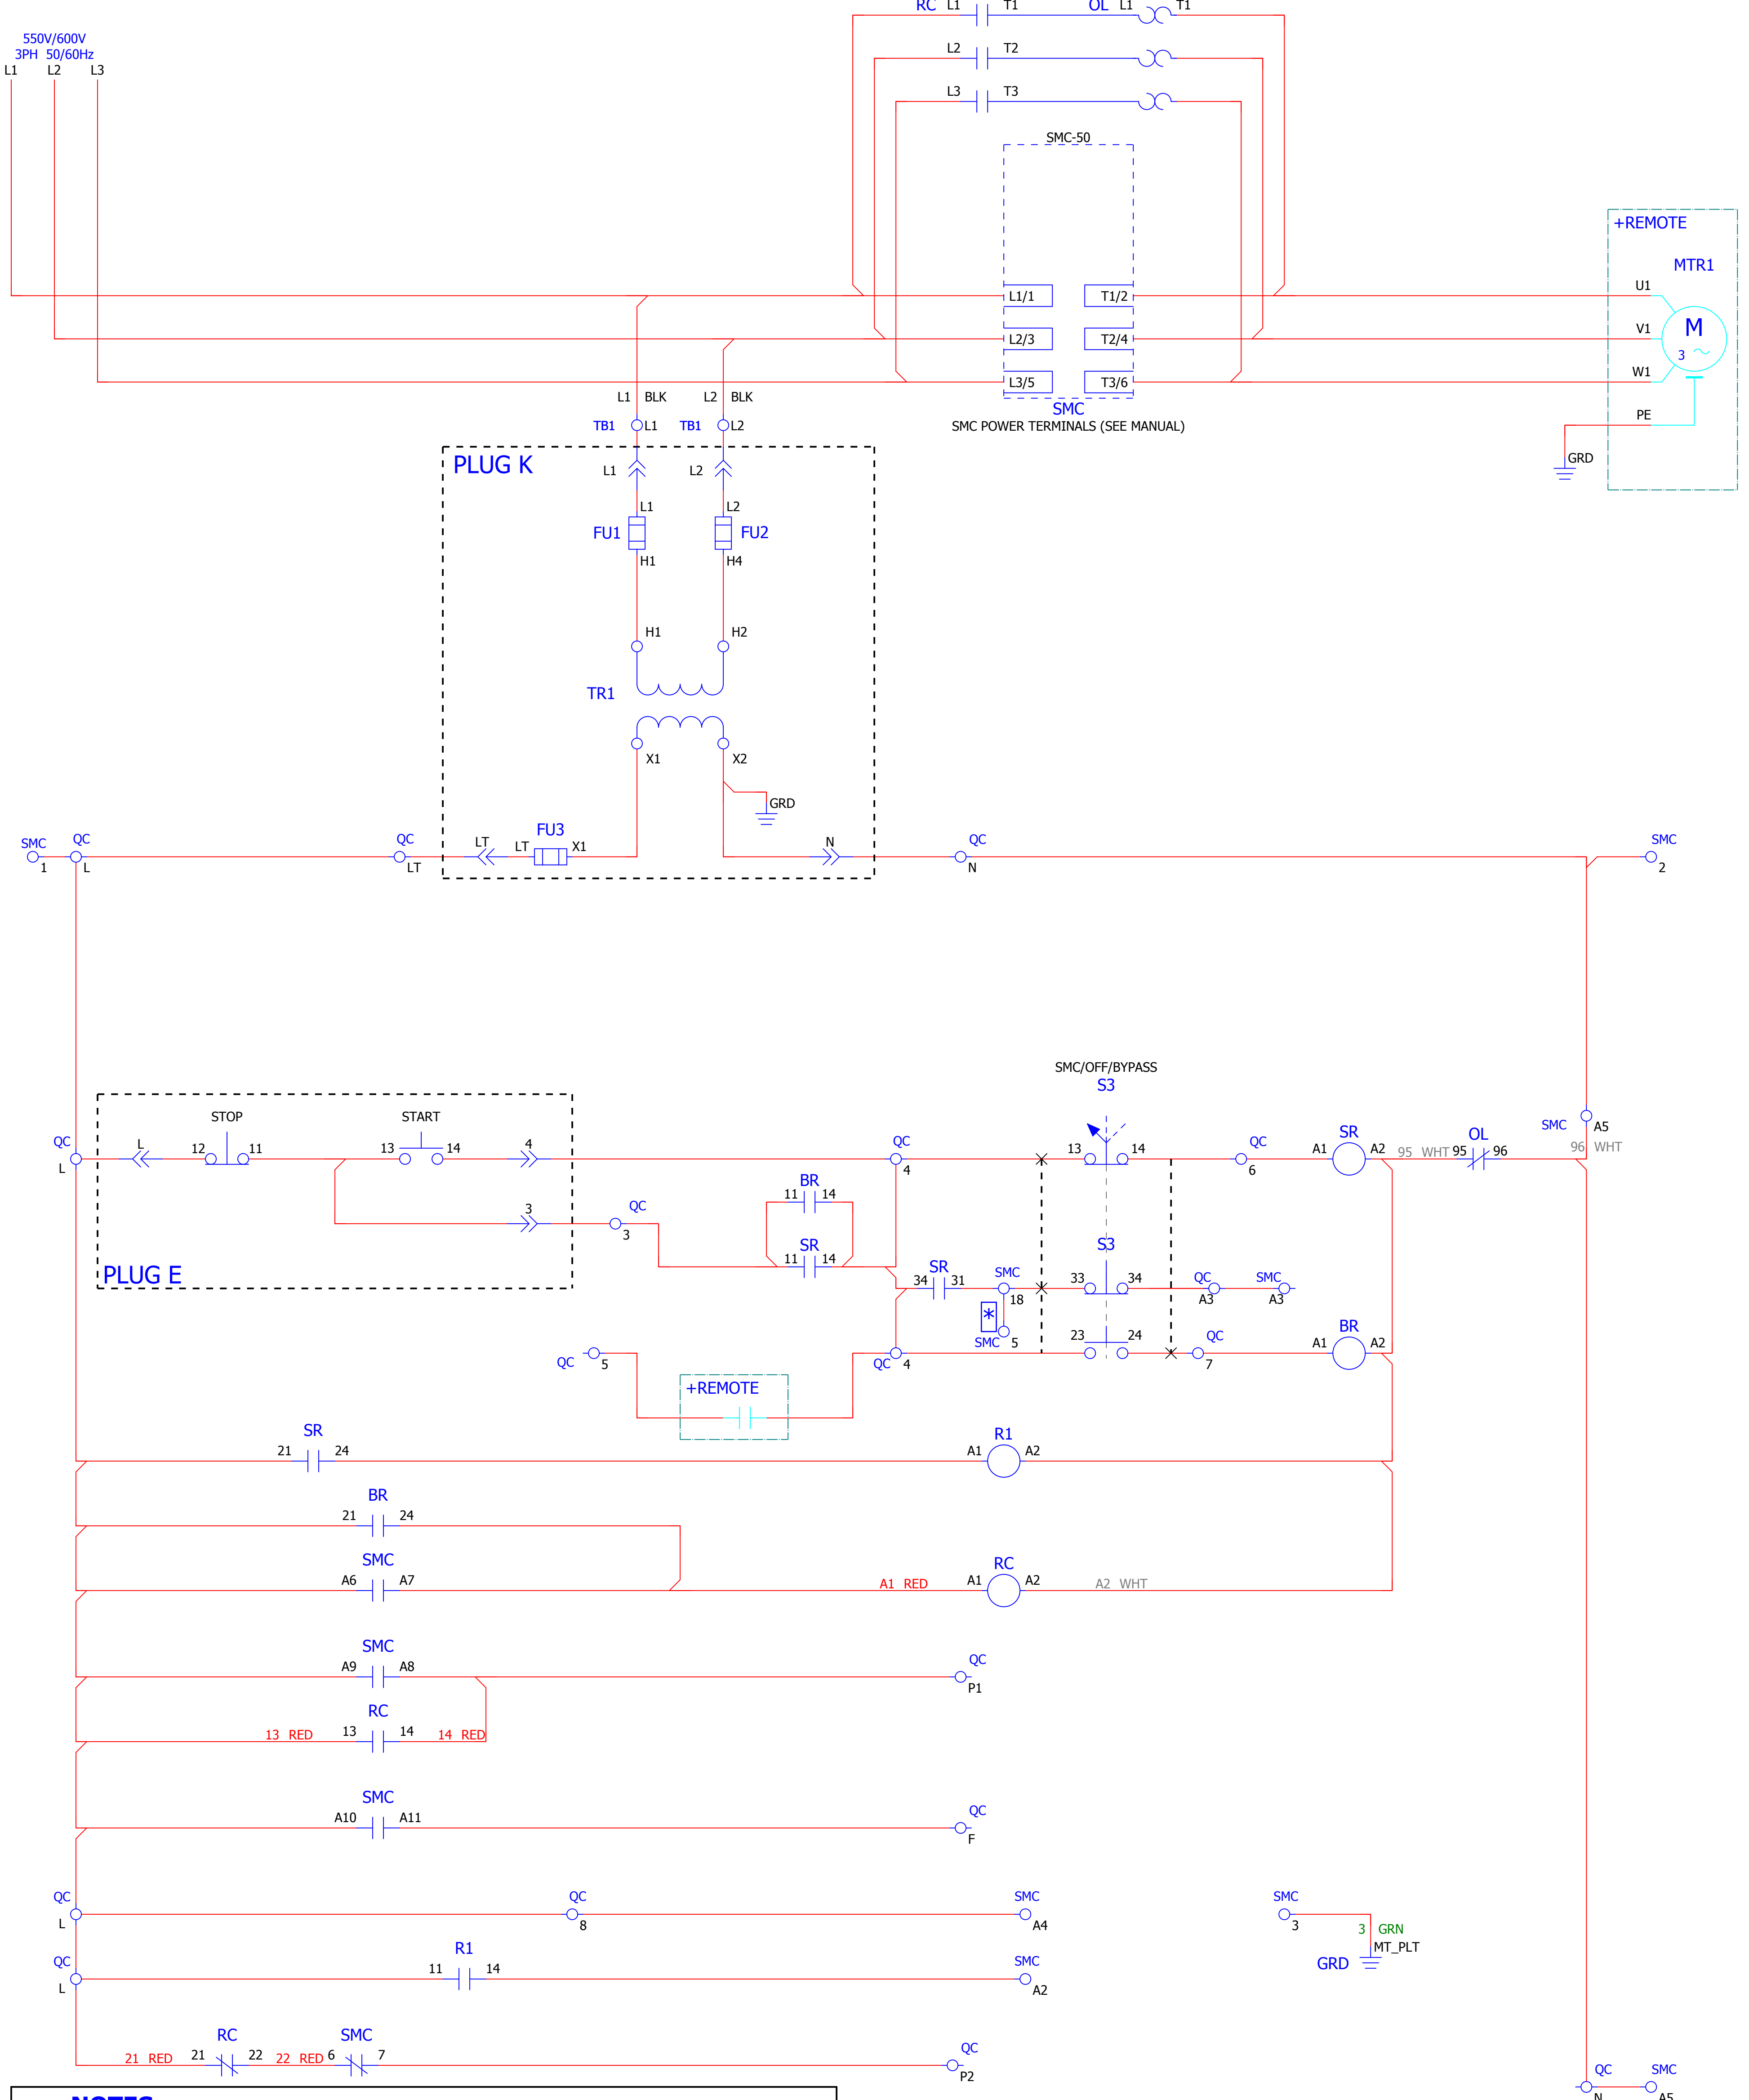 RC L1 T1 OL L1 T1
550V/600V
3PH 50/60Hz
L1 L2 L3
L2 T2
L3 T3
SMC-50
+REMOTE
MTR1
L1/1 T1/2 U1
M
3
L2/3 T2/4 V1
L3/5 T3/6 W1
L1 BLK L2 BLK
SMC
SMC POWER TERMINALS (SEE MANUAL)
PE
TB1 L1 TB1 L2
GRD
PLUG K
L1 L2
L1 L2
FU1 FU2
H1 H4
H1 H2
TR1
X1 X2
GRD
SMC QC QC FU3 QC SMC
LT LT X1 N
1 L LT N 2
SMC/OFF/BYPASS
S3
STOP START
SMC A5
QC L 4 QC QC SR OL
12 11 13 14 13 14 A1 A2 95 WHT 95 96 96 WHT
L 4 6
BR
11 14
3 QC
3
SR S3
11 14
PLUG E
SR SMC QC SMC
34 31 33 34
18 A3 A3
*
SMC 5 23 24 QC BR
A1 A2
QC 5 QC 4 7
+REMOTE
SR R1
21 24 A1 A2
BR
21 24
SMC RC
A6 A7 A1 RED A1 A2 A2 WHT
SMC QC
A9 A8
P1
RC
13 RED 13 14 14 RED
SMC QC
A10 A11
F
QC QC SMC SMC
L 8 A4 3
3 GRN
MT_PLT
GRD
QC R1 SMC
11 14
L A2
RC SMC QC
21 RED 21 22 22 RED 6 7
P2
QC SMC
N A5
NOTES